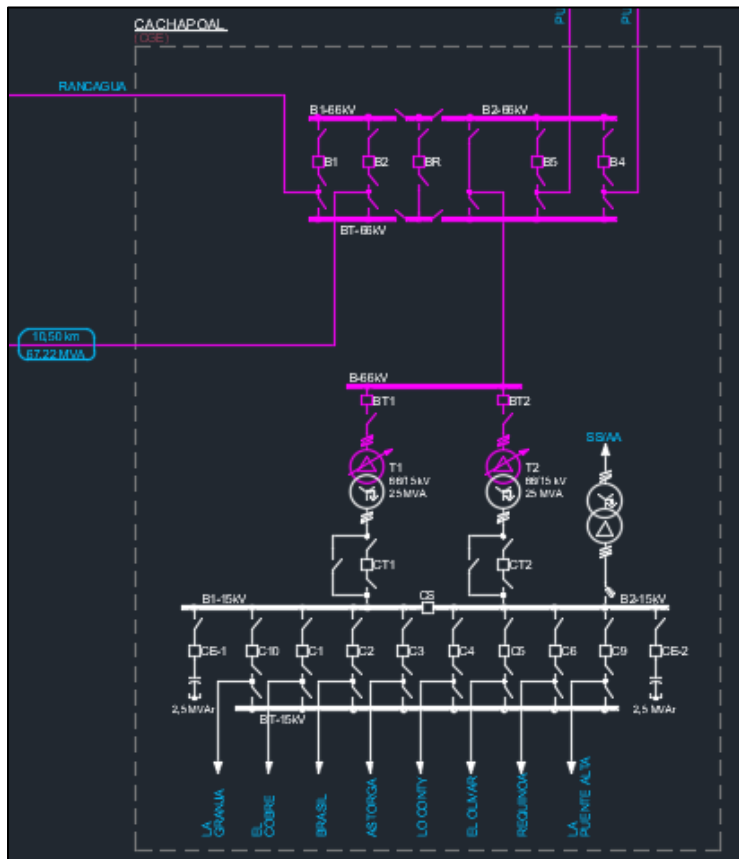 CACHAPOAL
(CGE)
PU
PU
RANCAGUA
B1-66kV
B2-66kV
B1
B2
BR
B5
B4
BT-66kV
10,50 km
67,22 MVA
B-66kV
BT1
BT2
T1
66/15 kV
25 MVA
T2
66/15 kV
25 MVA
SS/AA
CT1
CT2
B1-15kV
CS
B2-15kV
CE-1
C10
C1
C2
C3
C4
C5
C6
C9
CE-2
2,5 MVAr
BT-15kV
2,5 MVAr
LA
GRANJA
EL
COBRE
BRASIL
ASTORGA
LO CONTY
EL OLIVAR
REQUINOA
LA
PUENTE ALTA